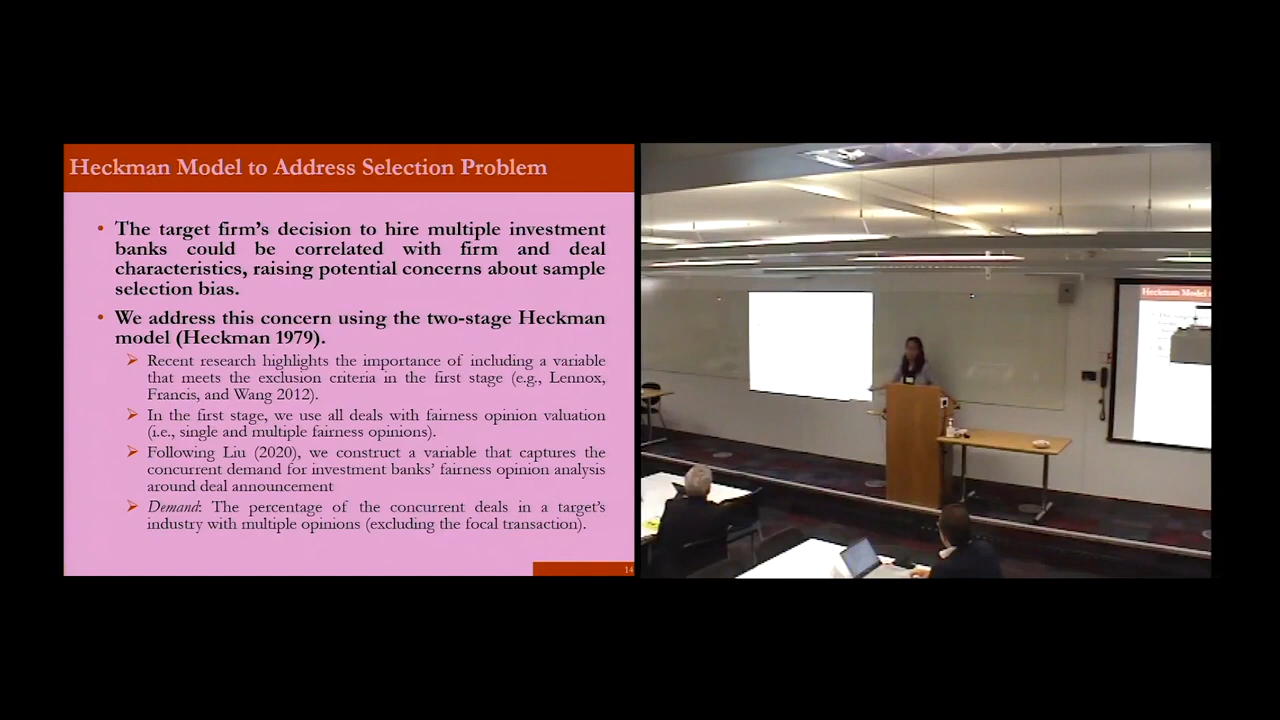 Heckman Model to Address Selection Problem
• The target firm's decision to hire multiple investment
banks could be correlated with firm and deal
characteristics, raising potential concerns about sample
selection bias.
• We address this concern using the two-stage Heckman
model (Heckman 1979).
➢ Recent research highlights the importance of including a variable
that meets the exclusion criteria in the first stage (e.g., Lennox,
Francis, and Wang 2012).
➢ In the first stage, we use all deals with fairness opinion valuation
(i.e., single and multiple fairness opinions).
➢ Following Liu (2020), we construct a variable that captures the
concurrent demand for investment banks' fairness opinion analysis
around deal announcement
➢ Demand: The percentage of the concurrent deals in a target's
industry with multiple opinions (excluding the focal transaction).
14
Heckman Model